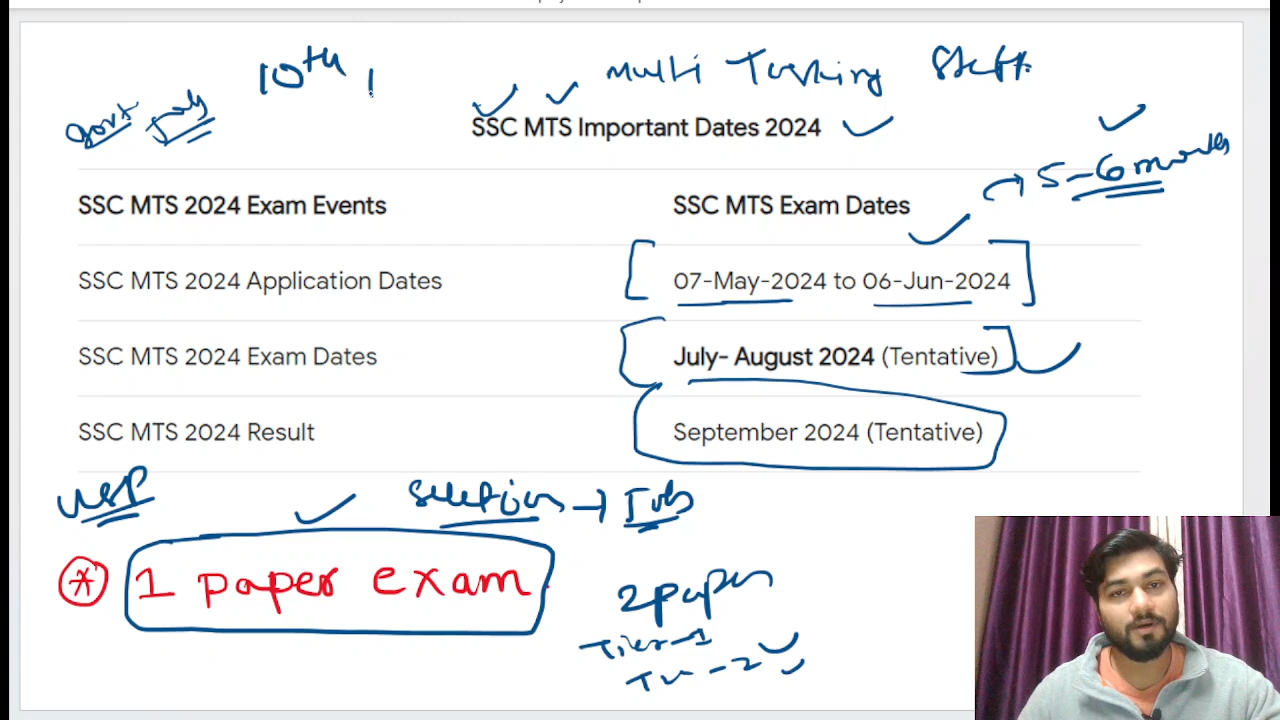 10th
Multi Tasking Staff
Govt Job
SSC MTS Important Dates 2024
5-6 months
SSC MTS 2024 Exam Events SSC MTS Exam Dates
SSC MTS 2024 Application Dates 07-May-2024 to 06-Jun-2024
SSC MTS 2024 Exam Dates July- August 2024 (Tentative)
SSC MTS 2024 Result September 2024 (Tentative)
USP
Selection → Job
1 paper exam
2 paper
Tier-1